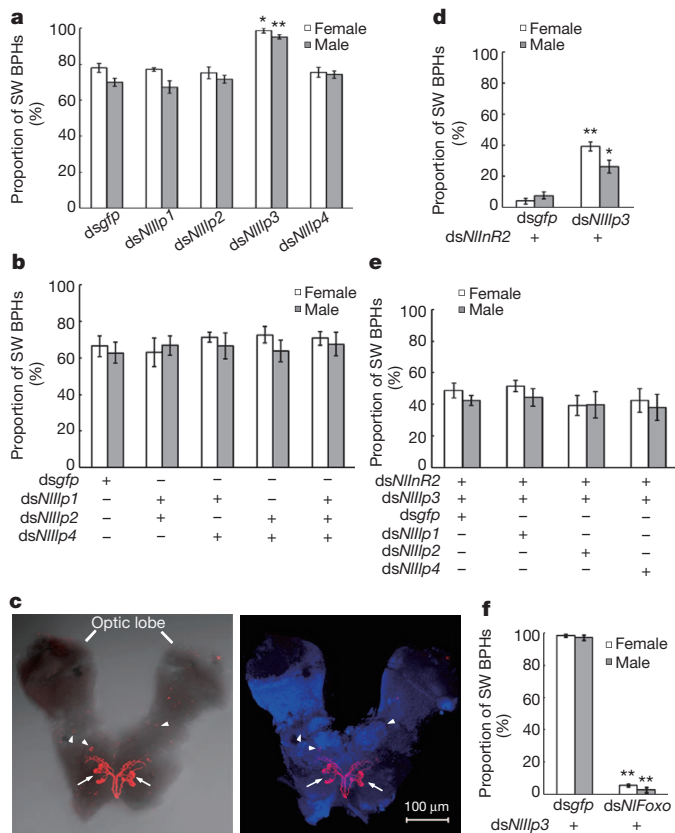 a
Proportion of SW BPHs (%)
100
80
60
40
20
0
Female
Male
* **
dsgfp dsNlIlp1 dsNlIlp2 dsNlIlp3 dsNlIlp4
b
Proportion of SW BPHs (%)
100
80
60
40
20
0
Female
Male
dsgfp + – – – –
dsNlIlp1 – + + – +
dsNlIlp2 – + – + +
dsNlIlp4 – – + + +
c
Optic lobe
100 μm
d
Proportion of SW BPHs (%)
100
80
60
40
20
0
Female
Male
** *
dsgfp dsNlIlp3
dsNlInR2 + +
e
Proportion of SW BPHs (%)
100
80
60
40
20
0
Female
Male
dsNlInR2 + + + +
dsNlIlp3 + + + +
dsgfp + – – –
dsNlIlp1 – + – –
dsNlIlp2 – – + –
dsNlIlp4 – – – +
f
Proportion of SW BPHs (%)
100
80
60
40
20
0
Female
Male
** **
dsgfp dsNlFoxo
dsNlIlp3 + +